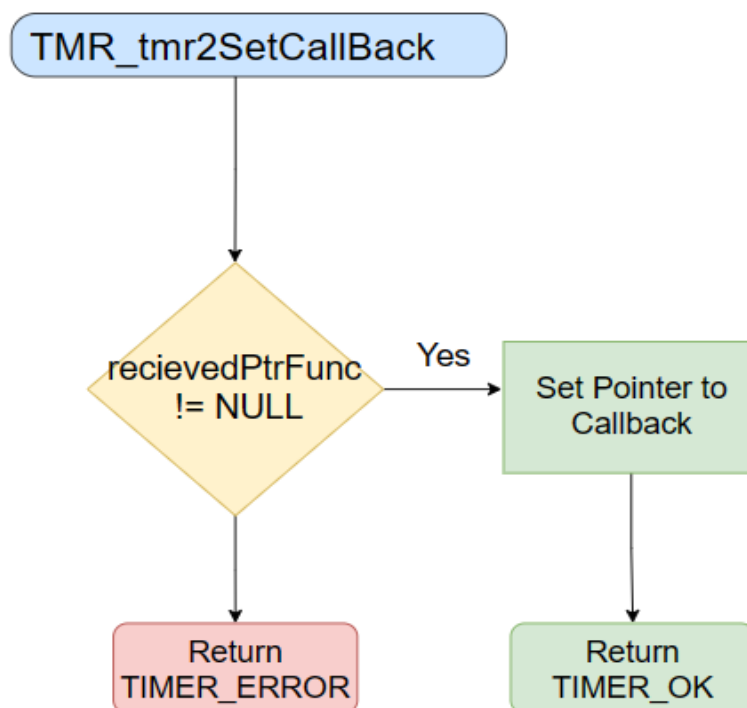 TMR_tmr2SetCallBack
recievedPtrFunc
!= NULL
Yes
Set Pointer to
Callback
Return
TIMER_ERROR
Return
TIMER_OK